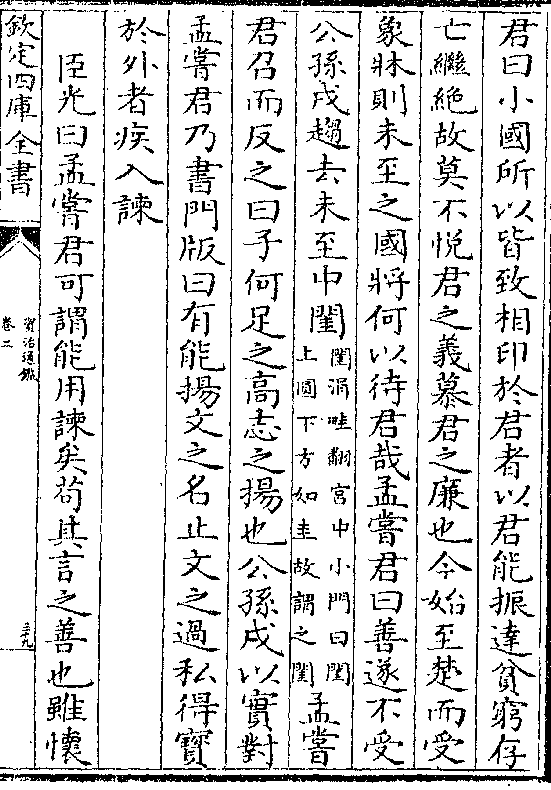 君曰小國所以皆致相印於君者以君能振達貧窮存
亡繼絶故莫不悦君之義慕君之廉也今始至楚而受
象牀則未至之國將何以待君哉孟嘗君曰善遂不受
公孫戌趨去未至中閨閨涓畦翻宫中小門曰閨上圓下方如圭故謂之閨孟嘗
君召而反之曰子何足之高志之揚也公孫戌以實對
孟嘗君乃書門版曰有能揚文之名止文之過私得寶
於外者疾入諫
臣光曰孟嘗君可謂能用諫矣苟其言之善也雖懐
欽定四庫全書
資治通鑑
卷二
三十九